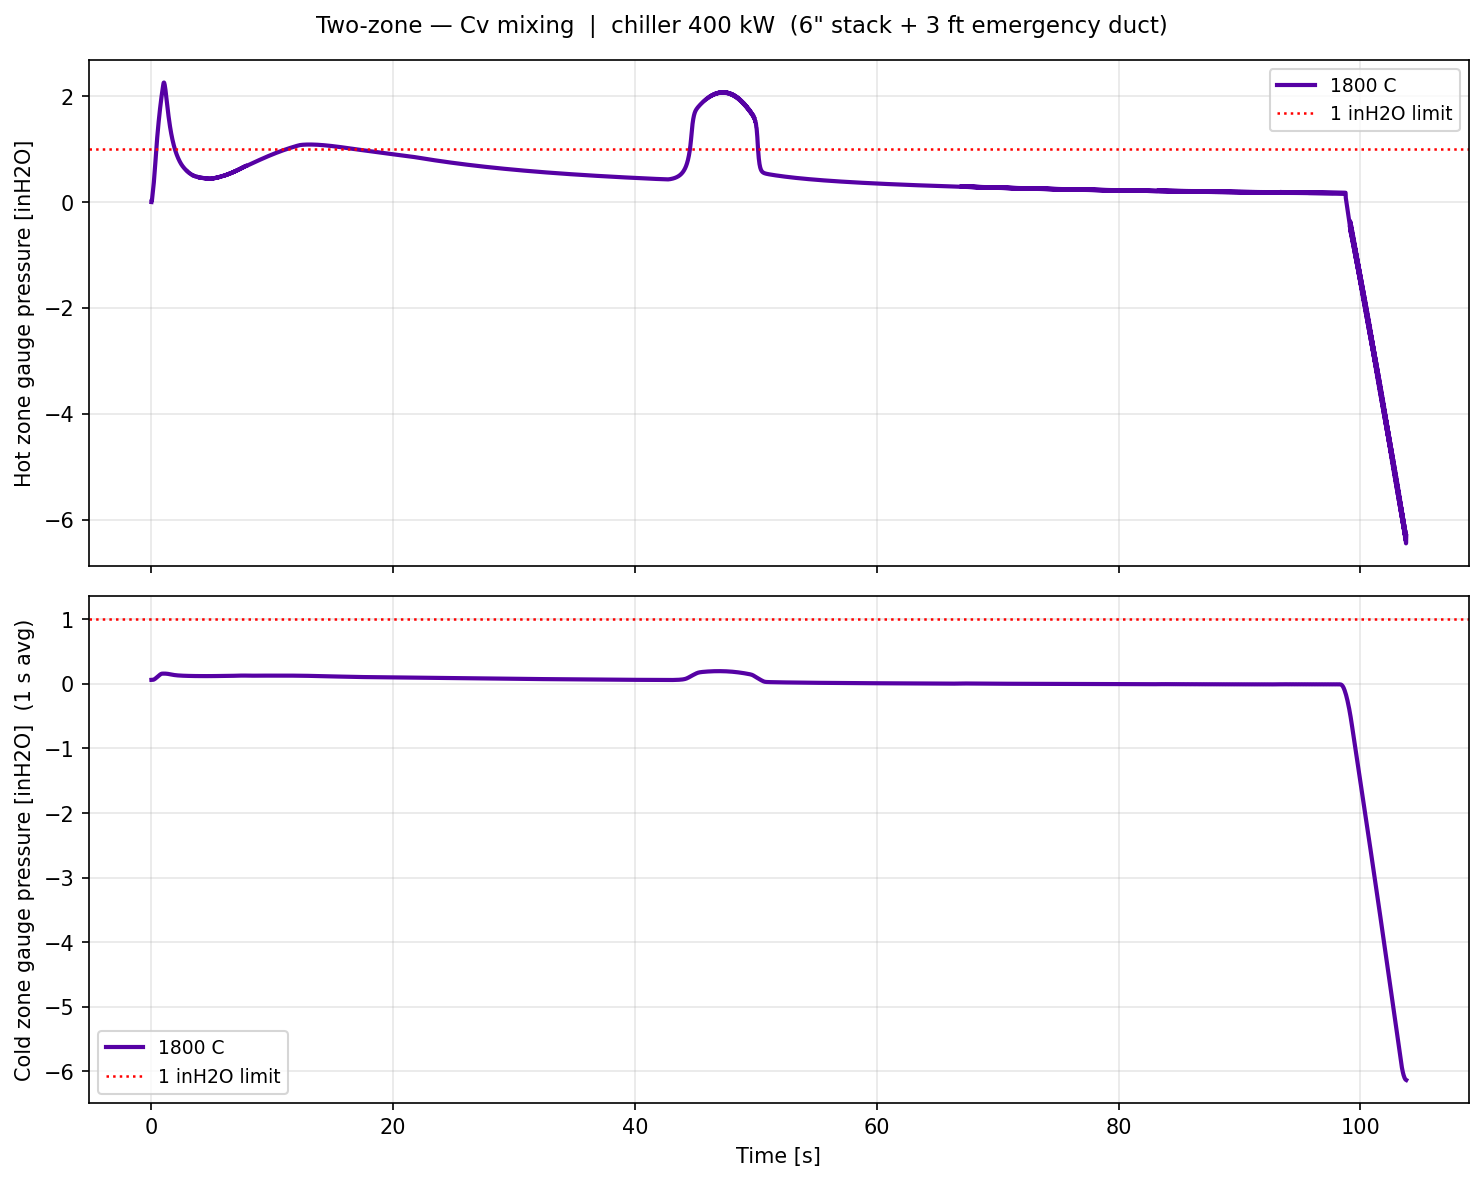 Two-zone — Cv mixing  |  chiller 400 kW  (6" stack + 3 ft emergency duct)
Hot zone gauge pressure [inH2O]
2
0
−2
−4
−6
1800 C
1 inH2O limit
Cold zone gauge pressure [inH2O]  (1 s avg)
1
0
−1
−2
−3
−4
−5
−6
1800 C
1 inH2O limit
0 20 40 60 80 100
Time [s]